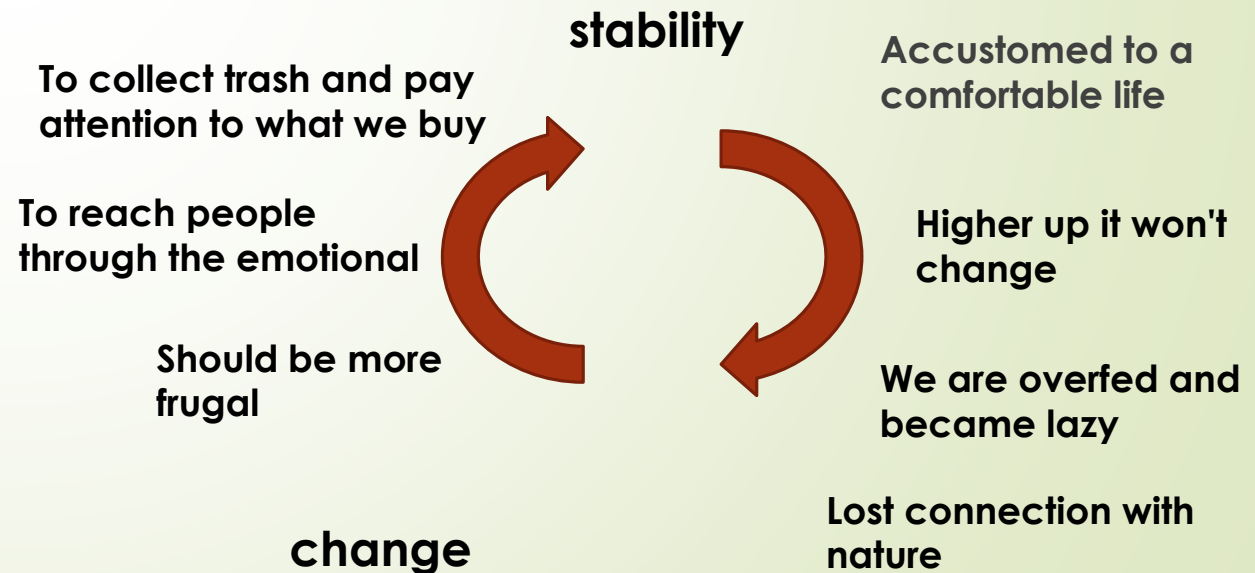 stability
To collect trash and pay
attention to what we buy
To reach people
through the emotional
Should be more
frugal
change
Accustomed to a
comfortable life
Higher up it won't
change
We are overfed and
became lazy
Lost connection with
nature